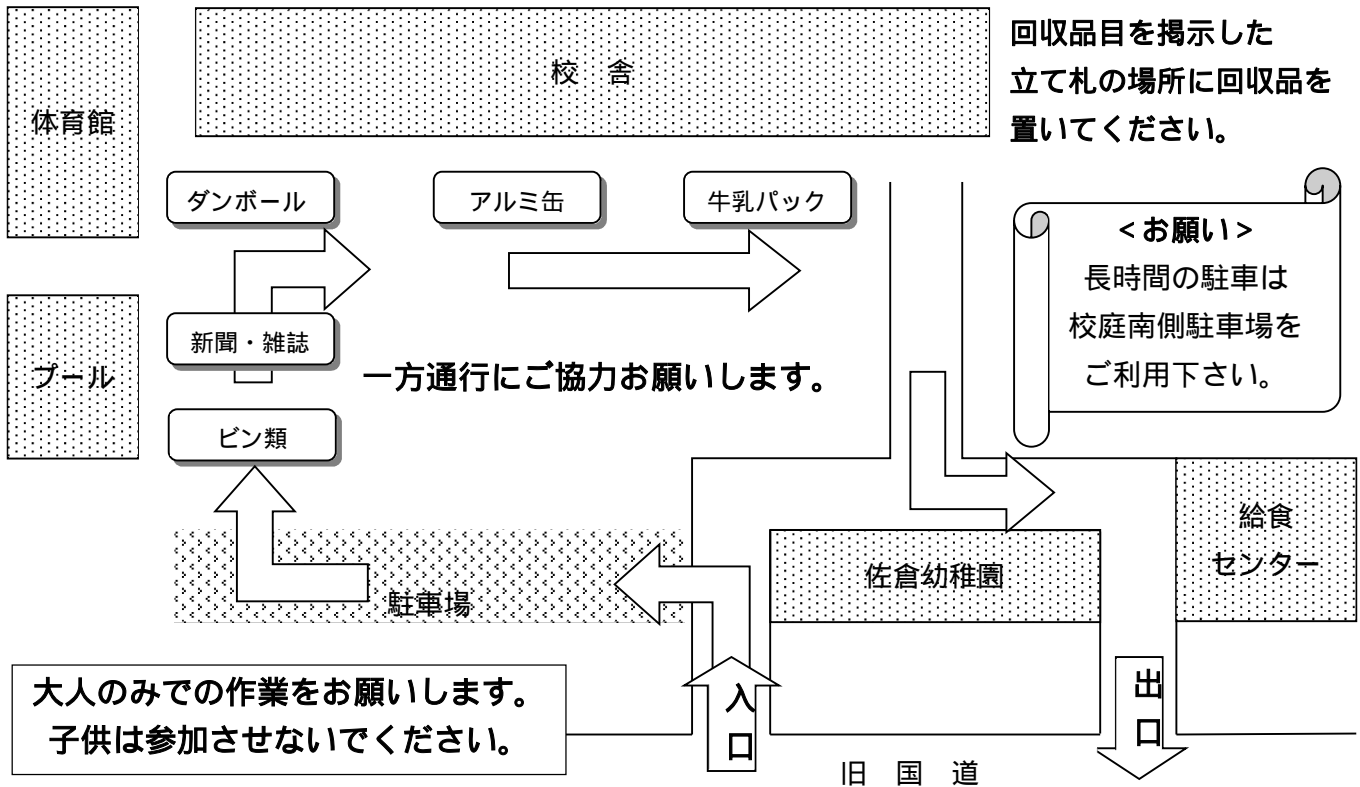 校 舎
体育館
回収品目を掲示した
立て札の場所に回収品を
置いてください。
ダンボール
アルミ缶
牛乳パック
<お願い>
長時間の駐車は
校庭南側駐車場を
ご利用下さい。
新聞・雑誌
プール
一方通行にご協力お願いします。
ビン類
給食
センター
佐倉幼稚園
駐車場
大人のみでの作業をお願いします。
子供は参加させないでください。
入口
出口
旧 国 道